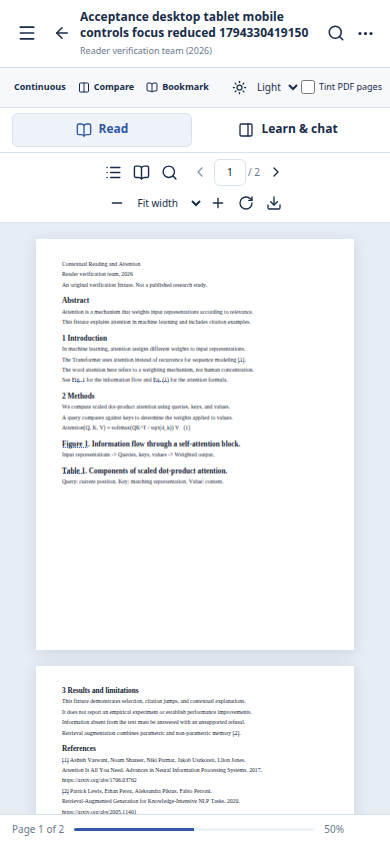 Acceptance desktop tablet mobile
controls focus reduced 1794330419150
Reader verification team (2026)
Continuous Compare Bookmark Light Tint PDF pages
Read Learn & chat
1 / 2
Fit width
Contextual Reading and Attention
Reader verification team, 2026
An original verification fixture. Not a published research study.
Abstract
Attention is a mechanism that weights input representations according to relevance.
This fixture explains attention in machine learning and includes citation examples.
1 Introduction
In machine learning, attention assigns different weights to input representations.
The Transformer uses attention instead of recurrence for sequence modeling [1].
The word attention here refers to a weighting mechanism, not human concentration.
See Fig. 1 for the information flow and Eq. (1) for the attention formula.
2 Methods
We compute scaled dot-product attention using queries, keys, and values.
A query compares against keys to determine the weights applied to values.
Attention(Q, K, V) = softmax(QK^T / sqrt(d_k)) V (1)
Figure 1. Information flow through a self-attention block.
Input representations -> Queries, keys, values -> Weighted output.
Table 1. Components of scaled dot-product attention.
Query: current position. Key: matching representation. Value: content.
3 Results and limitations
This fixture demonstrates selection, citation jumps, and contextual explanations.
It does not report an empirical experiment or establish performance improvements.
Information absent from the text must be answered with an unsupported refusal.
Retrieval augmentation combines parametric and non-parametric memory [2].
References
[1] Ashish Vaswani, Noam Shazeer, Niki Parmar, Jakob Uszkoreit, Llion Jones.
Attention Is All You Need. Advances in Neural Information Processing Systems. 2017.
https://arxiv.org/abs/1706.03762
[2] Patrick Lewis, Ethan Perez, Aleksandra Piktus, Fabio Petroni.
Retrieval-Augmented Generation for Knowledge-Intensive NLP Tasks. 2020.
https://arxiv.org/abs/2005.11401
Page 1 of 2 50%